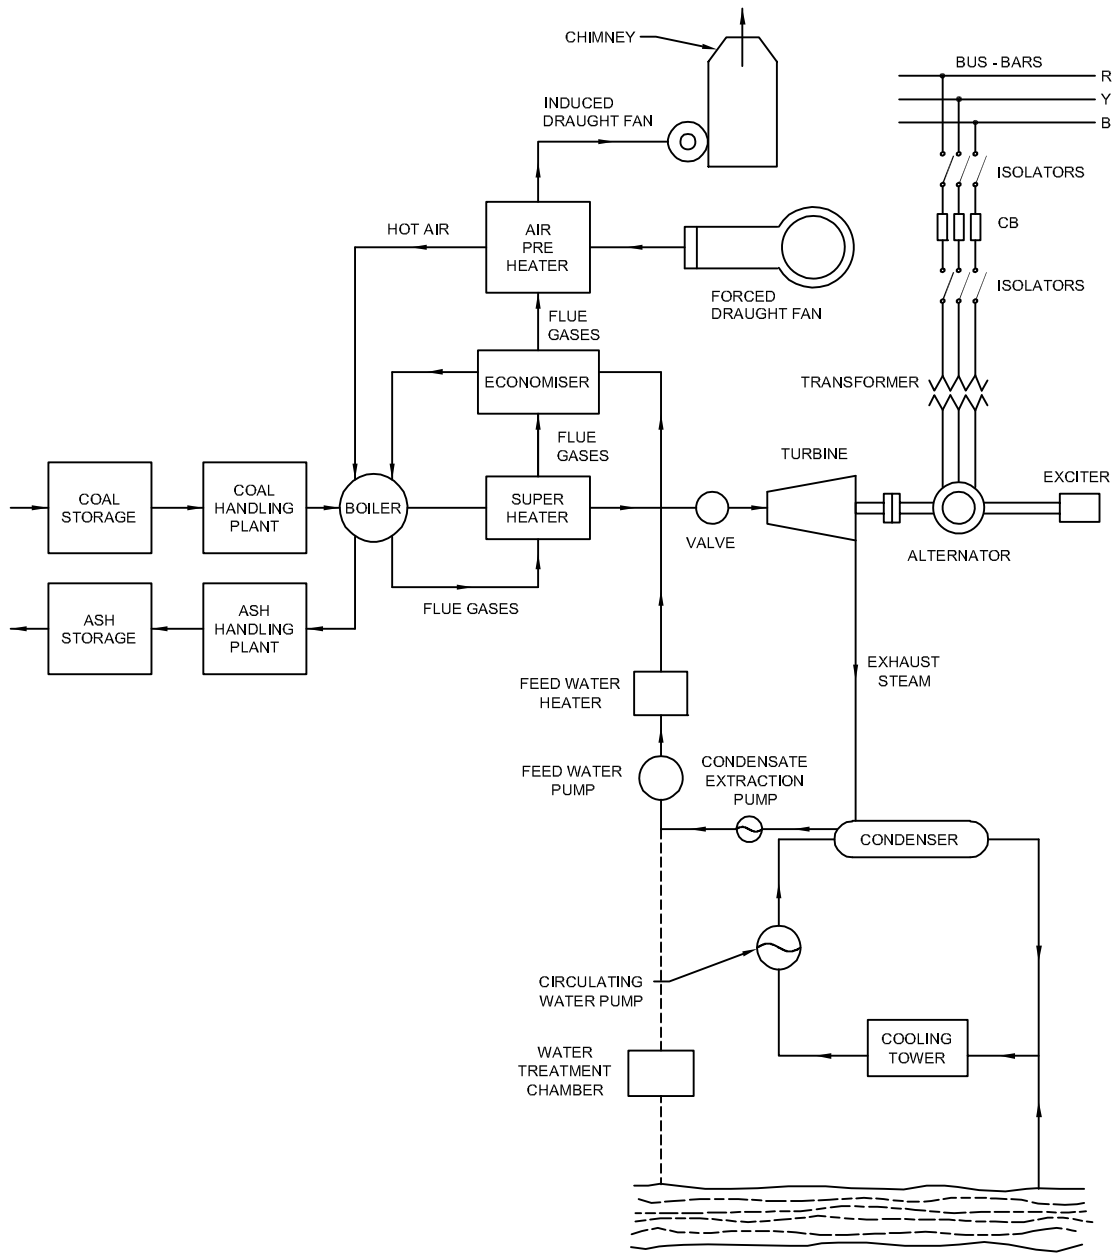 CHIMNEY
BUS - BARS
R
Y
B
INDUCED
DRAUGHT FAN
ISOLATORS
CB
HOT AIR
AIR
PRE
HEATER
ISOLATORS
FORCED
DRAUGHT FAN
FLUE
GASES
ECONOMISER
TRANSFORMER
FLUE
GASES
TURBINE
EXCITER
COAL
STORAGE
COAL
HANDLING
PLANT
BOILER
SUPER
HEATER
VALVE
ALTERNATOR
ASH
STORAGE
ASH
HANDLING
PLANT
FLUE GASES
EXHAUST
STEAM
FEED WATER
HEATER
FEED WATER
PUMP
CONDENSATE
EXTRACTION
PUMP
CONDENSER
CIRCULATING
WATER PUMP
COOLING
TOWER
WATER
TREATMENT
CHAMBER